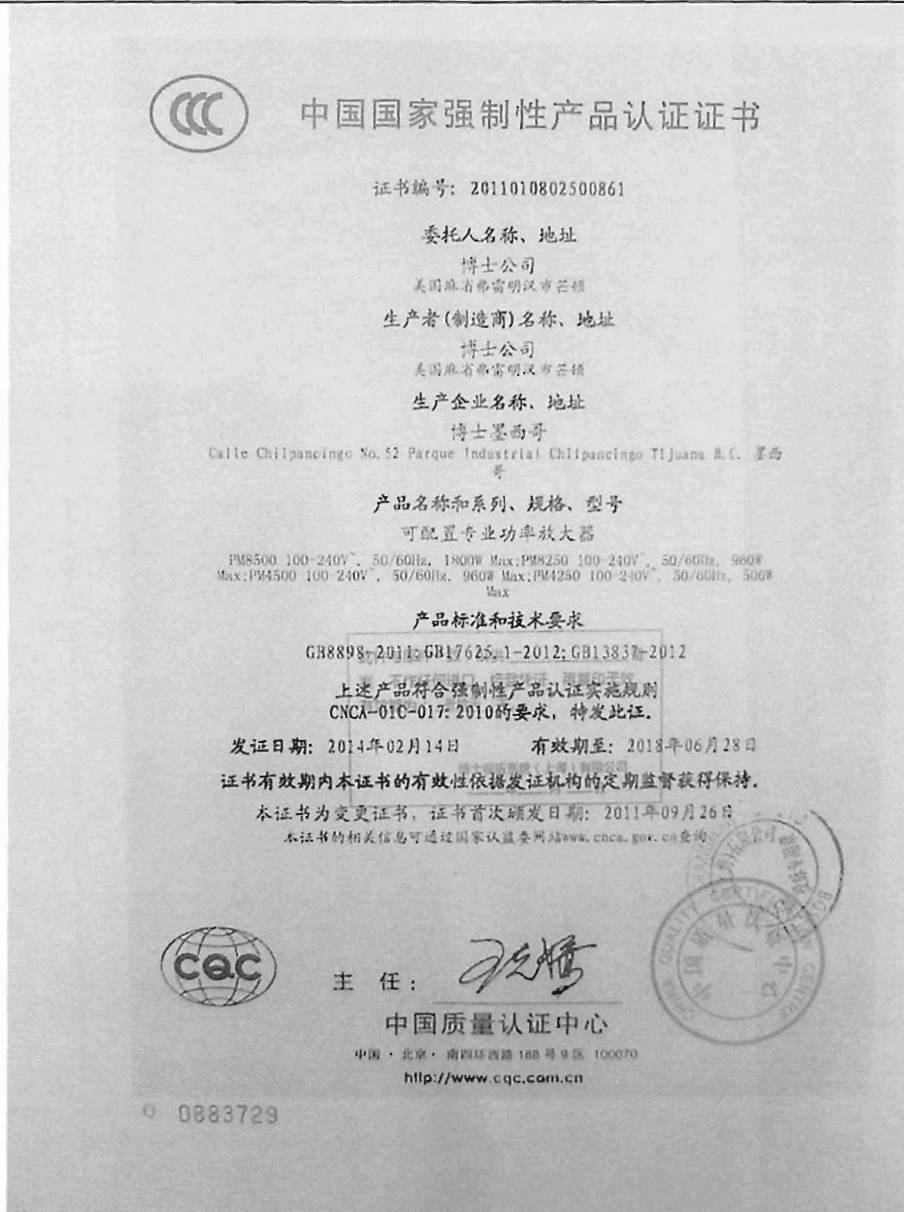 CCC
中国国家强制性产品认证证书
证书编号：2011010802500861
委托人名称、地址
博士公司
美国麻省弗雷明汉市芒顿
生产者(制造商)名称、地址
博士公司
美国麻省弗雷明汉市芒顿
生产企业名称、地址
博士墨西哥
Calle Chilpancingo No.52 Parque Industrial Chilpancingo Tijuana B.C. 墨西
哥
产品名称和系列、规格、型号
可配置专业功率放大器
PM8500 100-240V~, 50/60Hz, 1800W Max;PM8250 100-240V~, 50/60Hz, 960W
Max;PM4500 100-240V~, 50/60Hz, 960W Max;PM4250 100-240V~, 50/60Hz, 500W
Max
产品标准和技术要求
GB8898-2011;GB17625.1-2012;GB13837-2012
上述产品符合强制性产品认证实施规则
CNCA-01C-017:2010的要求，特发此证。
发证日期：2014年02月14日 有效期至：2018年06月28日
证书有效期内本证书的有效性依据发证机构的定期监督获得保持。
本证书为变更证书，证书首次颁发日期：2011年09月26日
本证书的相关信息可通过国家认监委网站www.cnca.gov.cn查询
CQC
主 任：
中国质量认证中心
中国·北京·南四环西路 188 号 9 区 100070
http://www.cqc.com.cn
CHINA QUALITY CERTIFICATION CENTRE
中国质量认证中心
Q 0883729